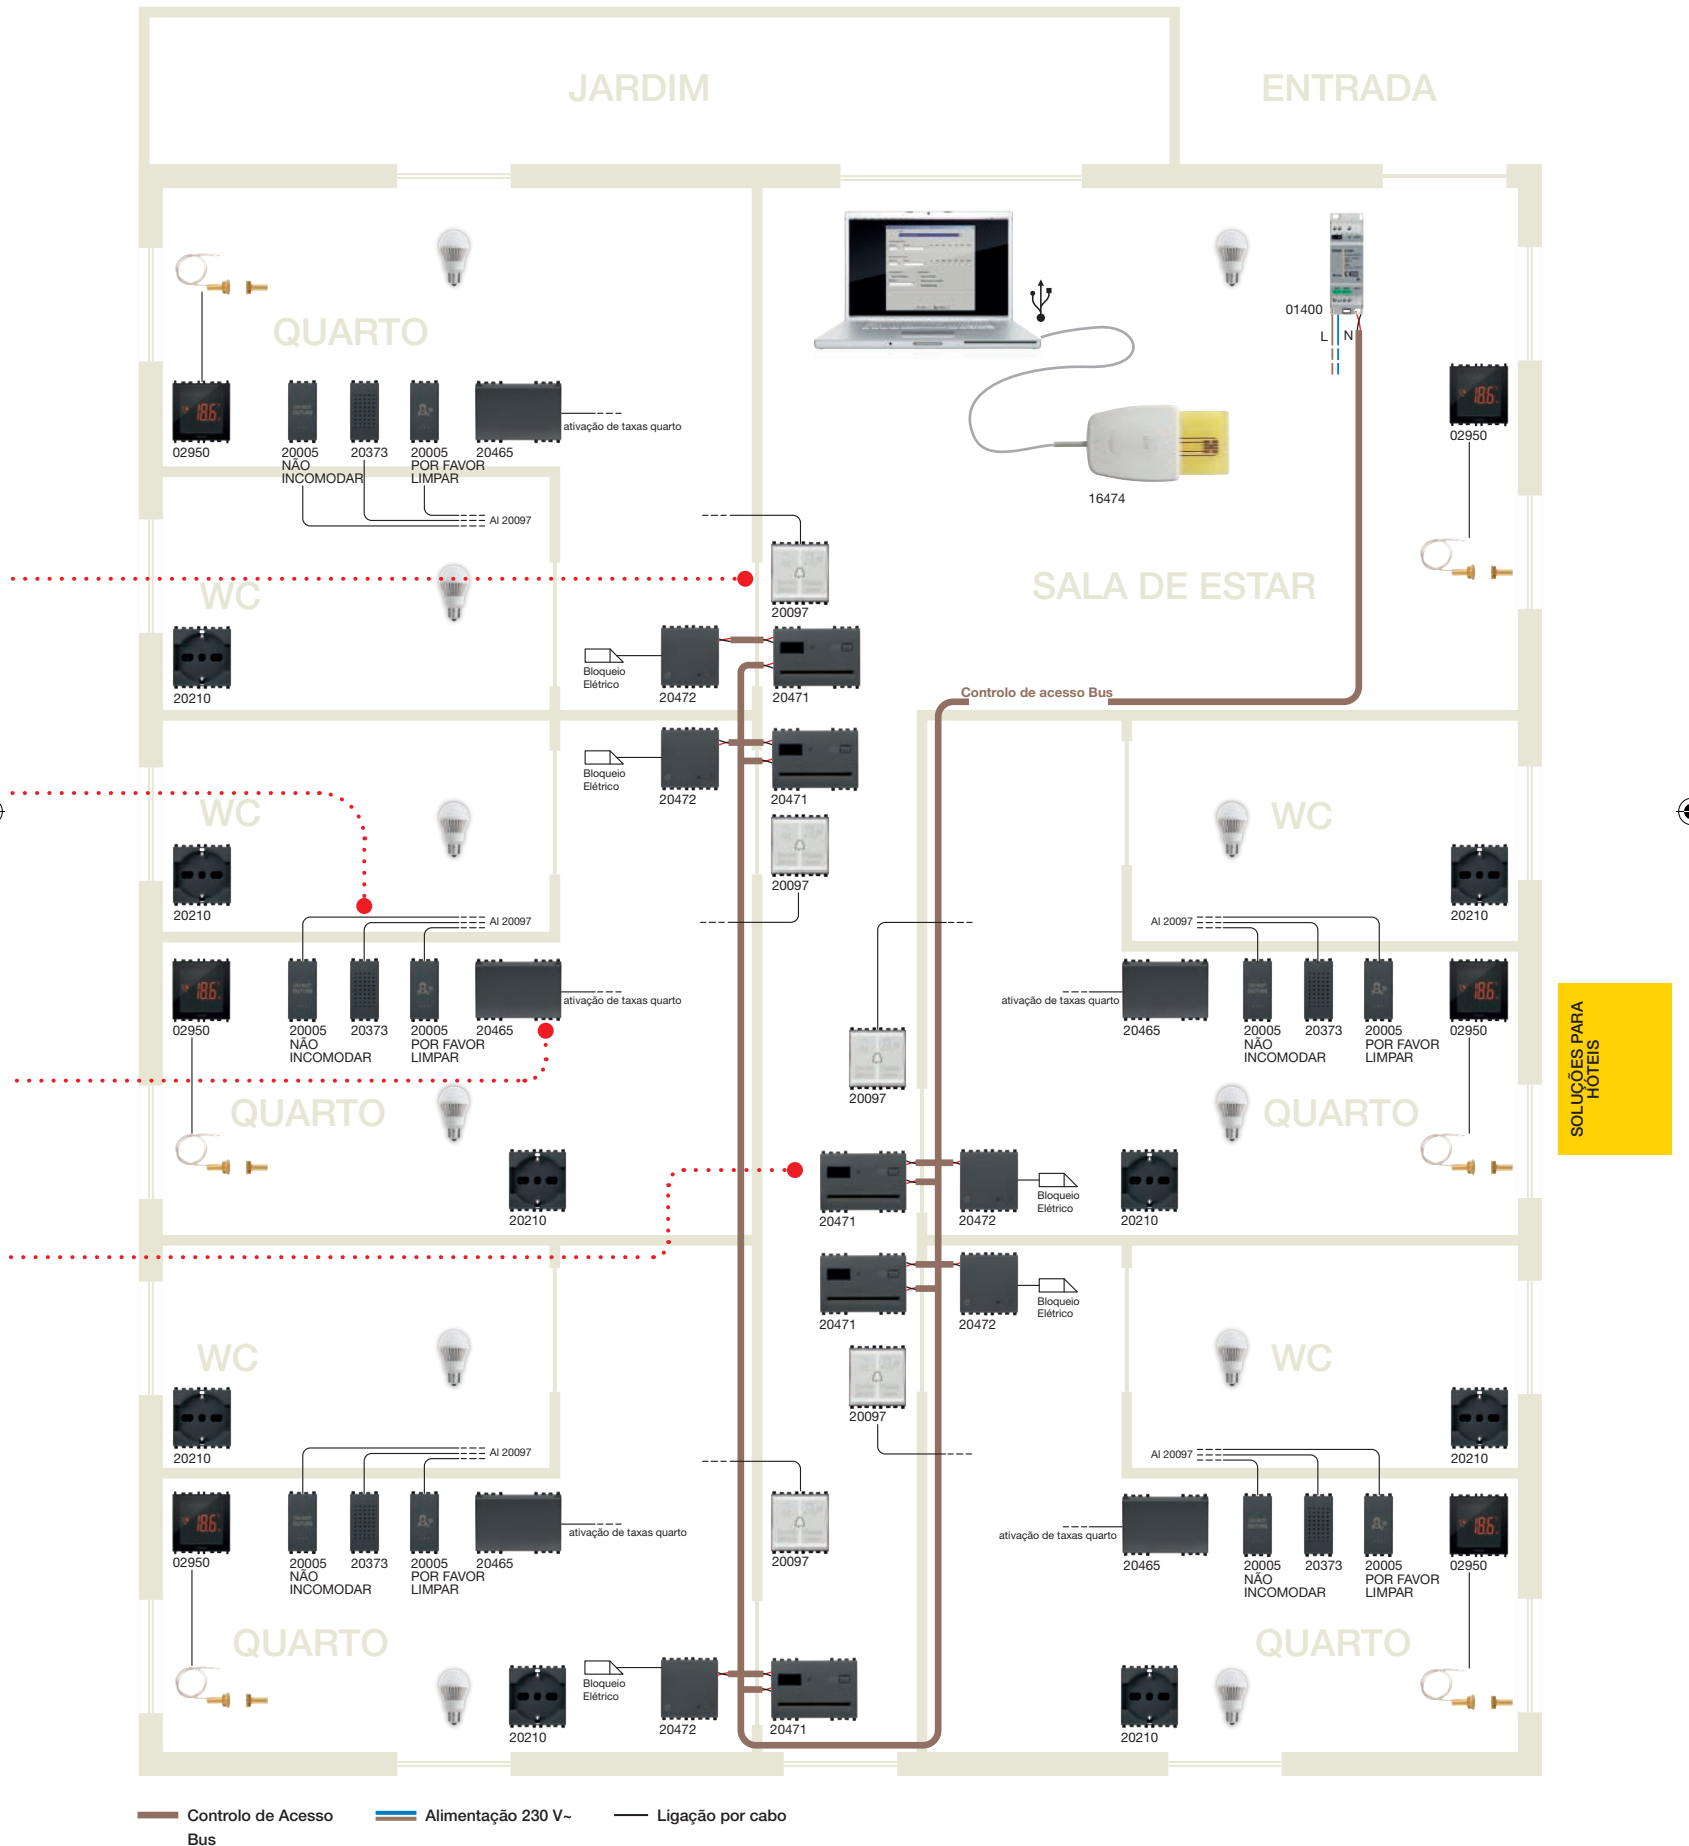 JARDIM
ENTRADA
01400
L
N
QUARTO
02950
20005
NÃO
INCOMODAR
20373
20005
POR FAVOR
LIMPAR
20465
ativação de taxas quarto
02950
16474
Al 20097
WC
20097
SALA DE ESTAR
20210
Bloqueio
Elétrico
20472
20471
Controlo de acesso Bus
Bloqueio
Elétrico
20472
20471
WC
20097
WC
20210
20210
Al 20097
Al 20097
02950
20005
NÃO
INCOMODAR
20373
20005
POR FAVOR
LIMPAR
20465
ativação de taxas quarto
ativação de taxas quarto
20465
20005
NÃO
INCOMODAR
20373
20005
POR FAVOR
LIMPAR
02950
SOLUÇÕES PARA
HÓTEIS
QUARTO
20097
QUARTO
20210
20471
20472
Bloqueio
Elétrico
20210
20471
20472
Bloqueio
Elétrico
WC
WC
20097
20210
20210
Al 20097
Al 20097
02950
20005
NÃO
INCOMODAR
20373
20005
POR FAVOR
LIMPAR
20465
ativação de taxas quarto
20097
ativação de taxas quarto
20465
20005
NÃO
INCOMODAR
20373
20005
POR FAVOR
LIMPAR
02950
QUARTO
QUARTO
20210
Bloqueio
Elétrico
20472
20471
20210
Controlo de Acesso
Bus
Alimentação 230 V~
Ligação por cabo